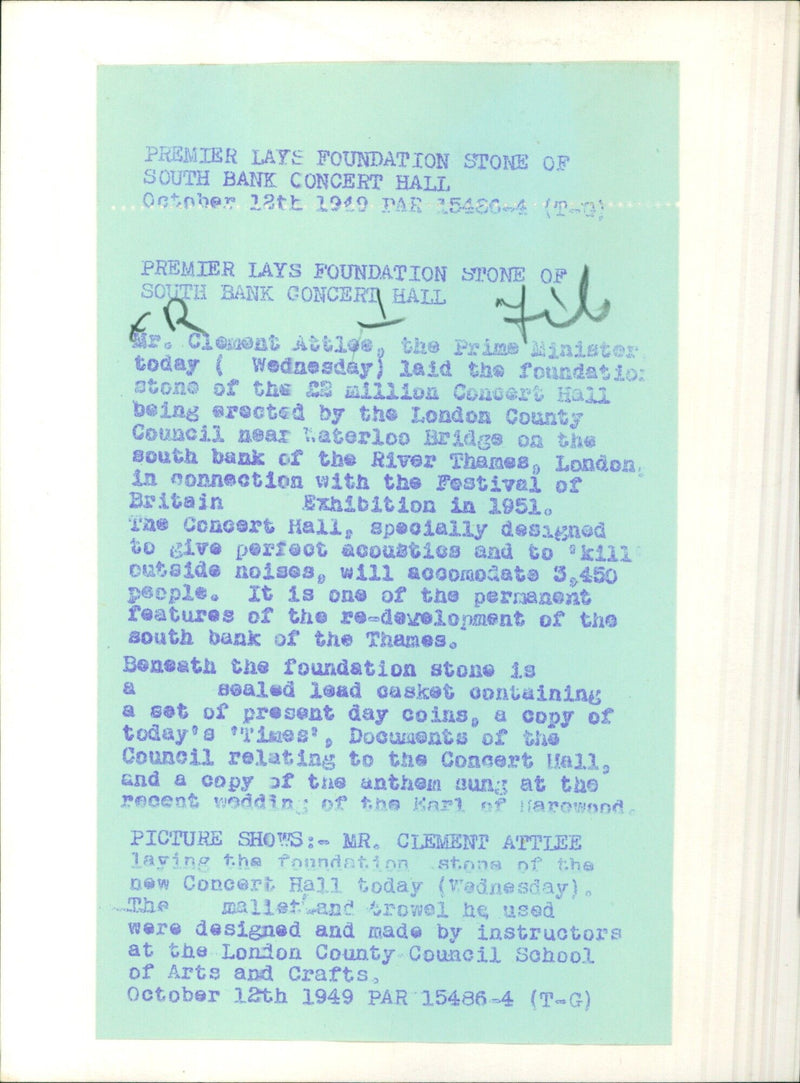 PREMIER LAYS FOUNDATION STONE OF
SOUTH BANK CONCERT HALL
October 12th 1949 PAR 15486-4 (T-G)
PREMIER LAYS FOUNDATION STONE OF
SOUTH BANK CONCERT HALL
R
Mr. Clement Attlee, the Prime Minister
today ( Wednesday) laid the foundation
stone of the £2 million Concert Hall
being erected by the London County
Council near Waterloo Bridge on the
south bank of the River Thames, London,
in connection with the Festival of
Britain Exhibition in 1951.
The Concert Hall, specially designed
to give perfect acoustics and to 'kill'
outside noises, will accomodate 3,450
people. It is one of the permanent
features of the re-development of the
south bank of the Thames.
Beneath the foundation stone is
a sealed lead casket containing
a set of present day coins, a copy of
today's 'Times', Documents of the
Council relating to the Concert Hall,
and a copy of the anthem sung at the
recent wedding of the Earl of Harewood.
PICTURE SHOWS:- MR. CLEMENT ATTLEE
laying the foundation stone of the
new Concert Hall today (Wednesday).
The mallet and trowel he used
were designed and made by instructors
at the London County Council School
of Arts and Crafts.
October 12th 1949 PAR 15486-4 (T-G)